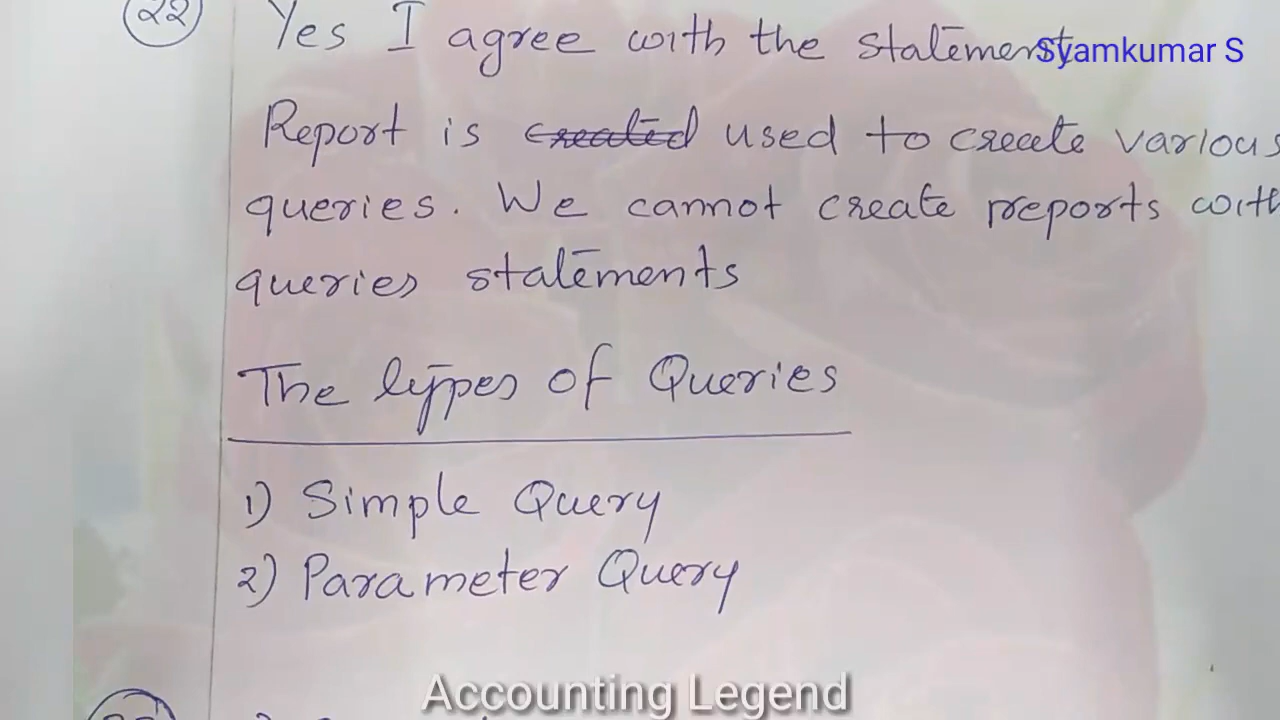 22 Yes I agree with the statement
Syamkumar S
Report is created used to create various
queries. We cannot create reports with
queries statements
The types of Queries
1) Simple Query
2) Parameter Query
Accounting Legend